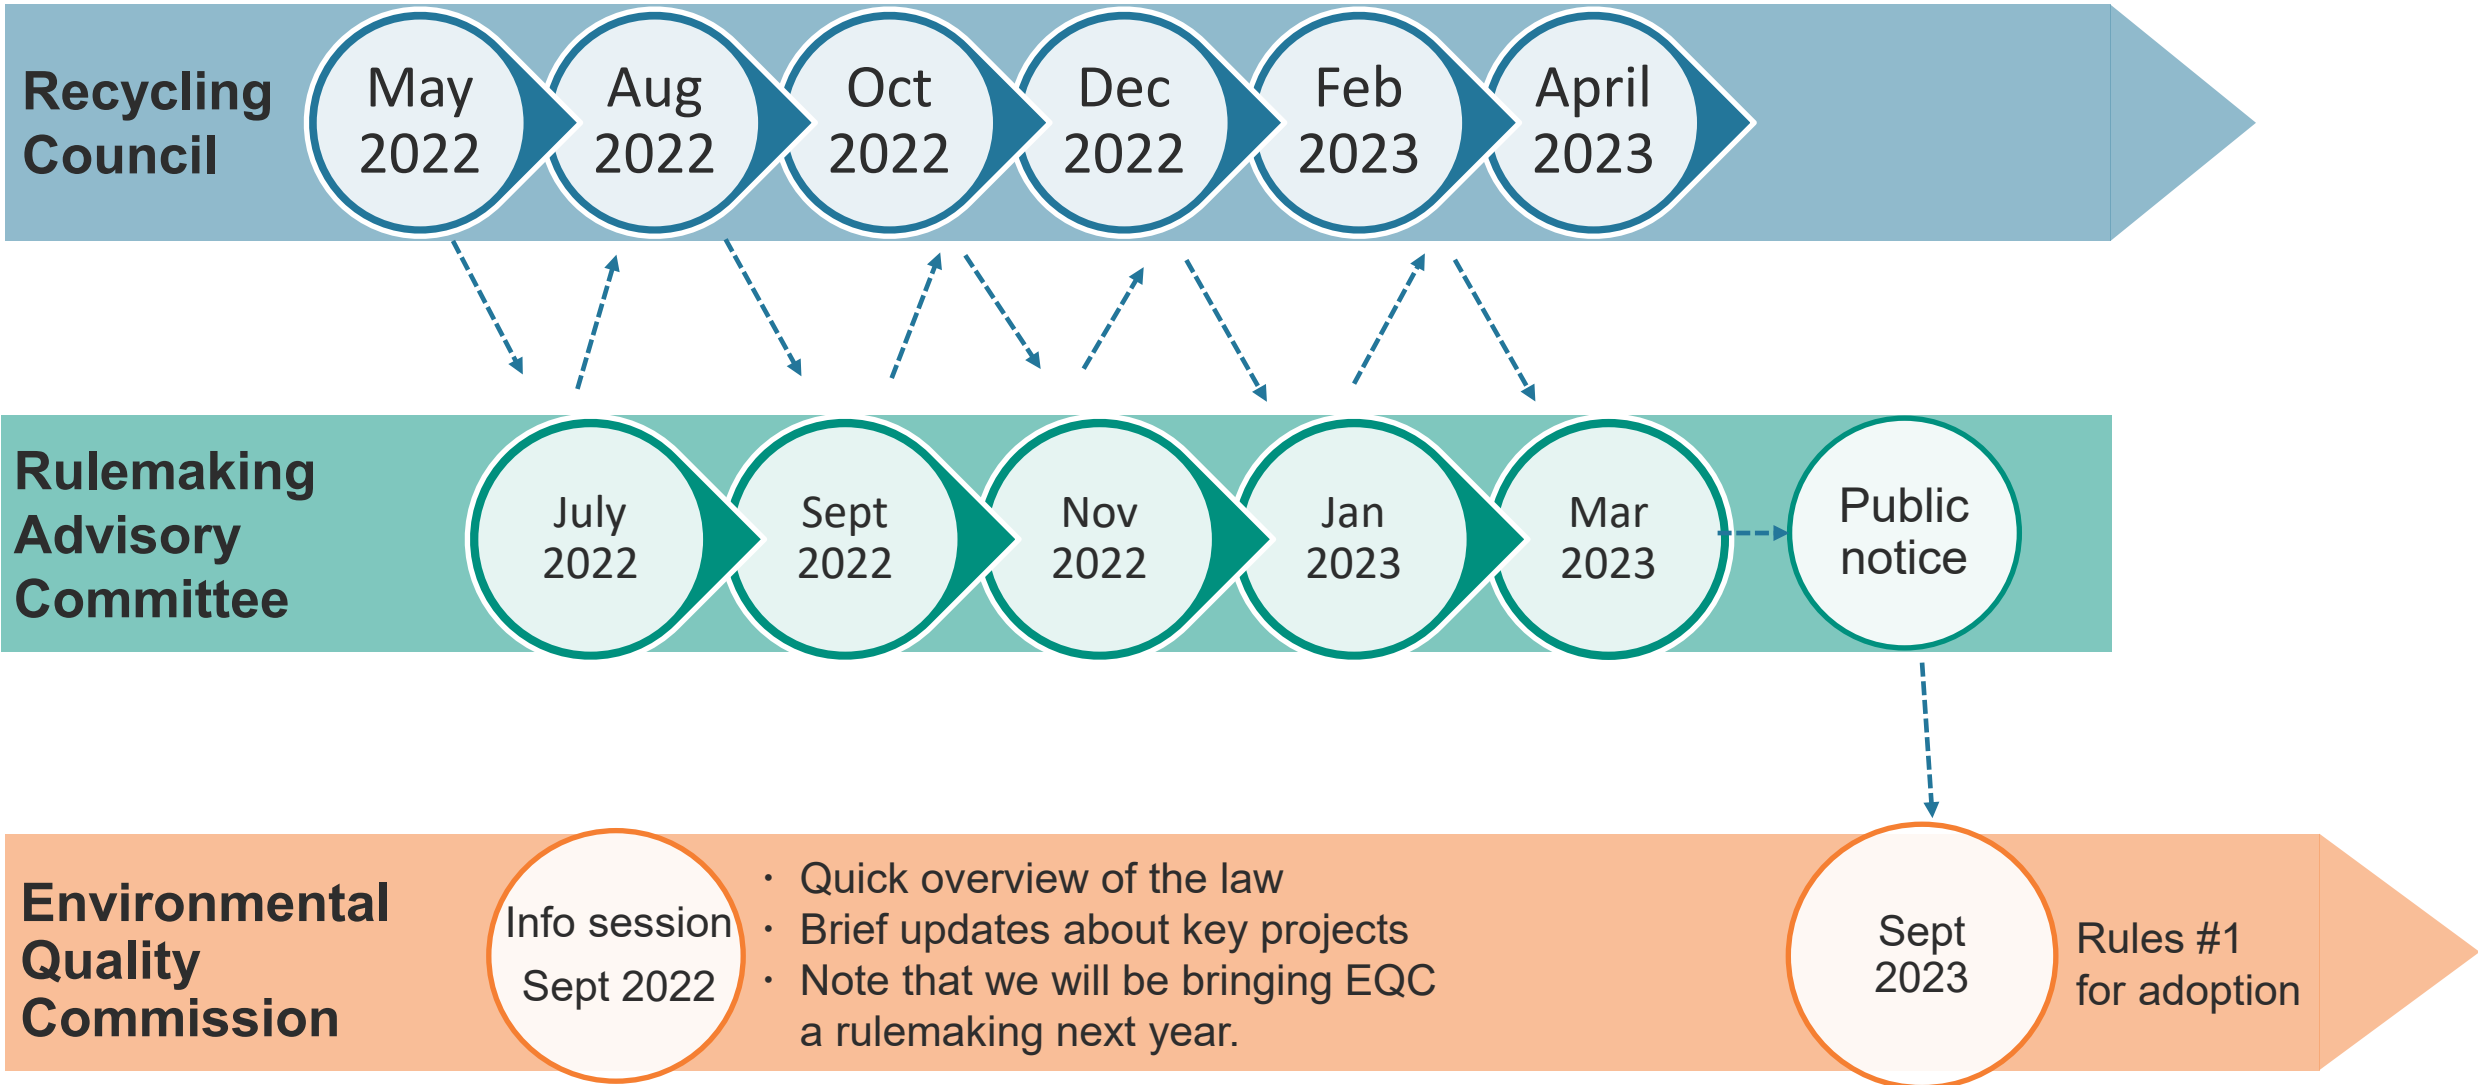 Recycling
Council
May
2022
Aug
2022
Oct
2022
Dec
2022
Feb
2023
April
2023
Rulemaking
Advisory
Committee
July
2022
Sept
2022
Nov
2022
Jan
2023
Mar
2023
Public
notice
Environmental
Quality
Commission
Info session
Sept 2022
· Quick overview of the law
· Brief updates about key projects
· Note that we will be bringing EQC
a rulemaking next year.
Sept
2023
Rules #1
for adoption